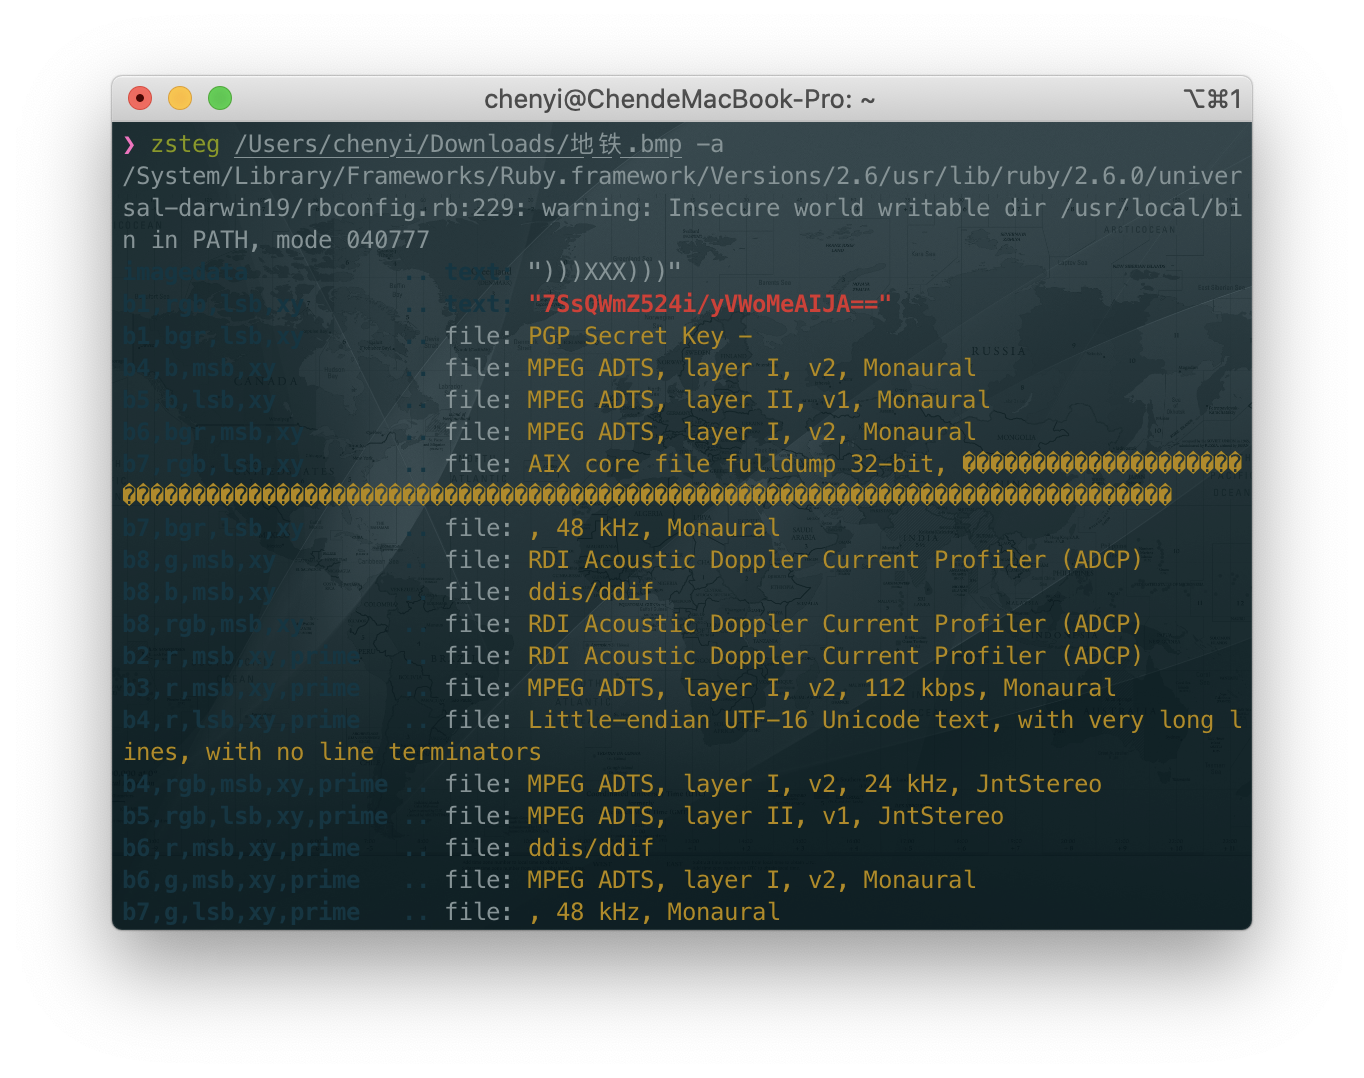 chenyi@ChendeMacBook-Pro: ~
⌥⌘1
❯ zsteg /Users/chenyi/Downloads/地铁.bmp -a
/System/Library/Frameworks/Ruby.framework/Versions/2.6/usr/lib/ruby/2.6.0/univer
sal-darwin19/rbconfig.rb:229: warning: Insecure world writable dir /usr/local/bi
n in PATH, mode 040777
.. text: ")))XXX)))"
b1,rgb,lsb,xy .. text: "7SsQWmZ524i/yVWoMeAIJA=="
b1,bgr,lsb,xy .. file: PGP Secret Key -
b4,b,msb,xy .. file: MPEG ADTS, layer I, v2, Monaural
b5,b,lsb,xy .. file: MPEG ADTS, layer II, v1, Monaural
b6,bgr,msb,xy .. file: MPEG ADTS, layer I, v2, Monaural
b7,rgb,lsb,xy .. file: AIX core file fulldump 32-bit,
b7,bgr,lsb,xy .. file: , 48 kHz, Monaural
b8,g,msb,xy .. file: RDI Acoustic Doppler Current Profiler (ADCP)
b8,b,msb,xy .. file: ddis/ddif
b8,rgb,msb,xy .. file: RDI Acoustic Doppler Current Profiler (ADCP)
b2,r,msb,xy,prime .. file: RDI Acoustic Doppler Current Profiler (ADCP)
b3,r,msb,xy,prime .. file: MPEG ADTS, layer I, v2, 112 kbps, Monaural
b4,r,lsb,xy,prime .. file: Little-endian UTF-16 Unicode text, with very long l
ines, with no line terminators
b4,rgb,msb,xy,prime .. file: MPEG ADTS, layer I, v2, 24 kHz, JntStereo
b5,rgb,lsb,xy,prime .. file: MPEG ADTS, layer II, v1, JntStereo
b6,r,msb,xy,prime .. file: ddis/ddif
b6,g,msb,xy,prime .. file: MPEG ADTS, layer I, v2, Monaural
b7,g,lsb,xy,prime .. file: , 48 kHz, Monaural
RUSSIA
CANADA